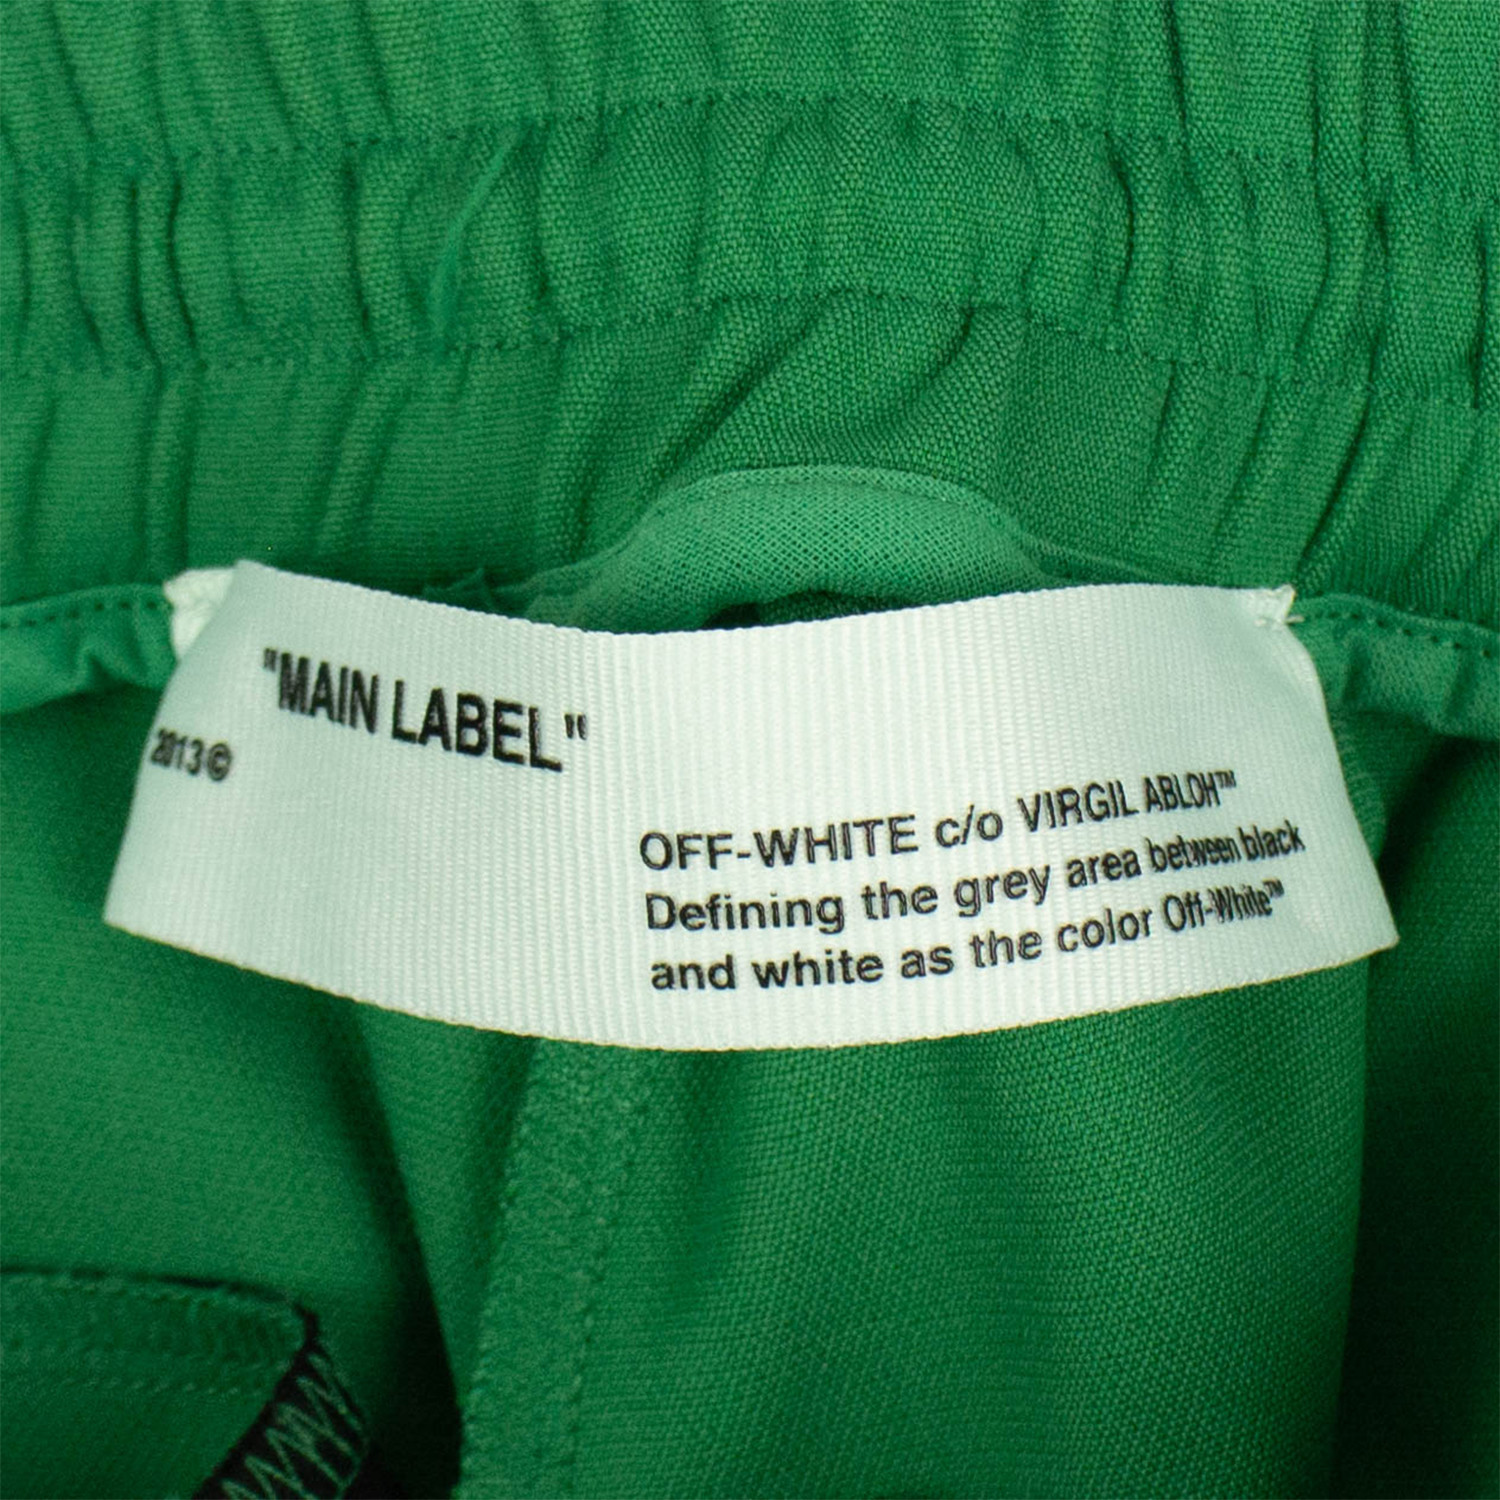 "MAIN LABEL"
2013©
OFF-WHITE c/o VIRGIL ABLOH™
Defining the grey area between black
and white as the color Off-White™